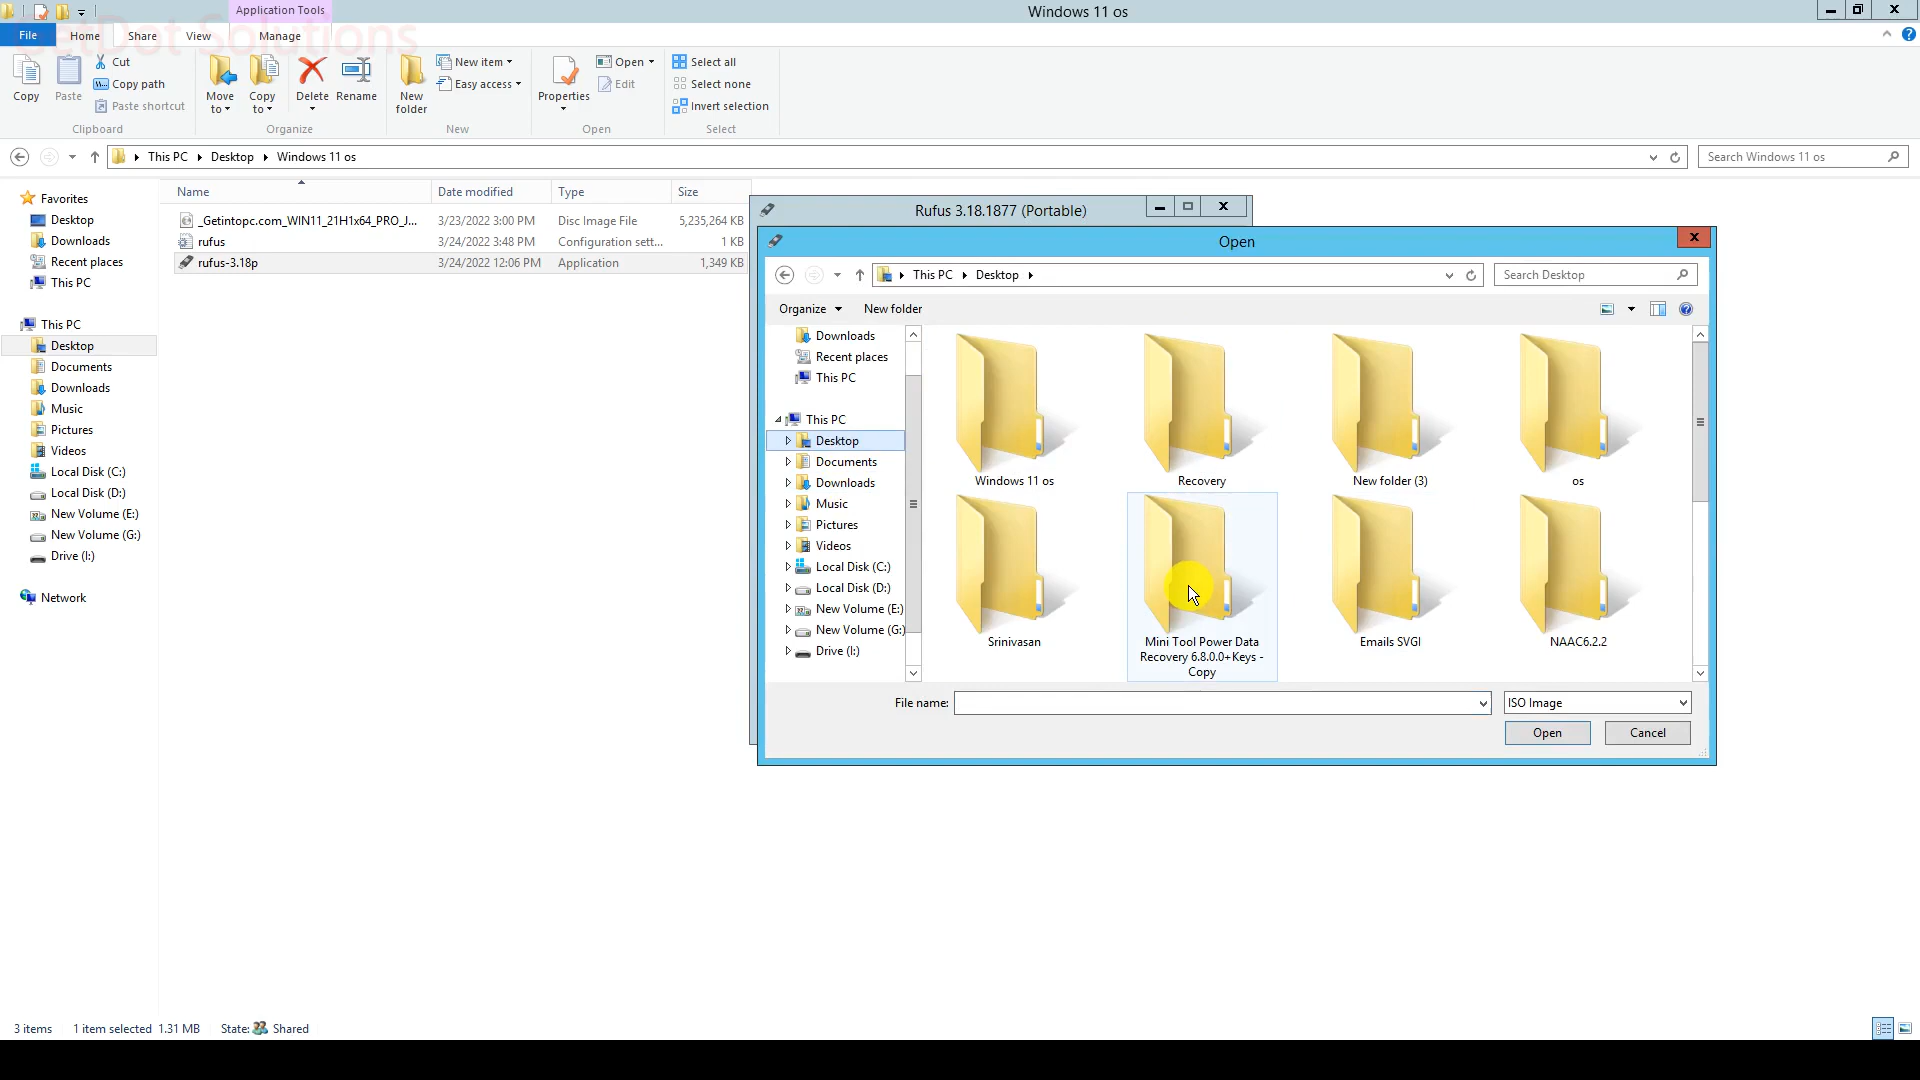 Application Tools
Windows 11 os
File Home Share View Manage
GetDot Solutions
Copy
Paste
Cut
Copy path
Paste shortcut
Clipboard
Move to
Copy to
Delete
Rename
Organize
New folder
New item
Easy access
New
Properties
Open
Edit
Open
Select all
Select none
Invert selection
Select
This PC Desktop Windows 11 os
Search Windows 11 os
Favorites
Desktop
Downloads
Recent places
This PC
This PC
Desktop
Documents
Downloads
Music
Pictures
Videos
Local Disk (C:)
Local Disk (D:)
New Volume (E:)
New Volume (G:)
Drive (I:)
Network
Name Date modified Type Size
_Getintopc.com_WIN11_21H1x64_PRO_J... 3/23/2022 3:00 PM Disc Image File 5,235,264 KB
rufus 3/24/2022 3:48 PM Configuration sett... 1 KB
rufus-3.18p 3/24/2022 12:06 PM Application 1,349 KB
Rufus 3.18.1877 (Portable)
Open
This PC Desktop
Search Desktop
Organize New folder
Downloads
Recent places
This PC
This PC
Desktop
Documents
Downloads
Music
Pictures
Videos
Local Disk (C:)
Local Disk (D:)
New Volume (E:)
New Volume (G:)
Drive (I:)
Windows 11 os
Recovery
New folder (3)
os
Srinivasan
Mini Tool Power Data
Recovery 6.8.0.0+Keys -
Copy
Emails SVGI
NAAC6.2.2
File name:
ISO Image
Open Cancel
3 items 1 item selected 1.31 MB State: Shared